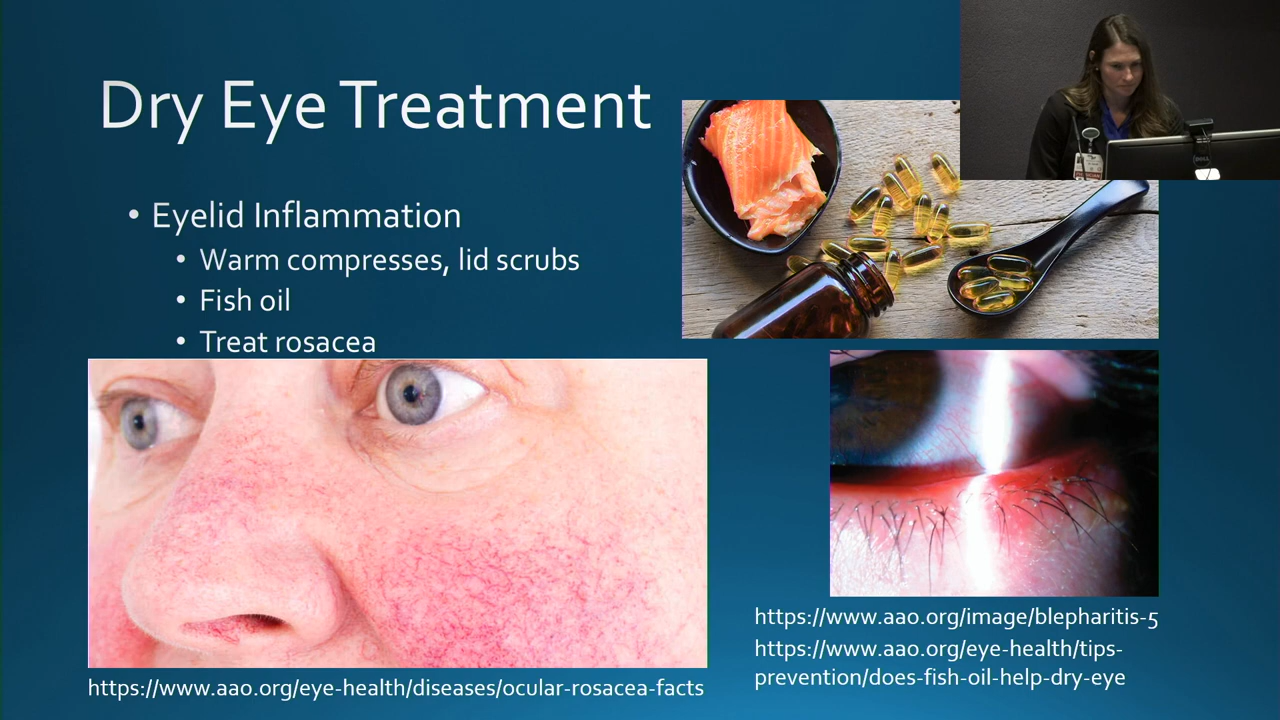 Dry Eye Treatment
• Eyelid Inflammation
• Warm compresses, lid scrubs
• Fish oil
• Treat rosacea
https://www.aao.org/image/blepharitis-5
https://www.aao.org/eye-health/tips-
prevention/does-fish-oil-help-dry-eye
https://www.aao.org/eye-health/diseases/ocular-rosacea-facts